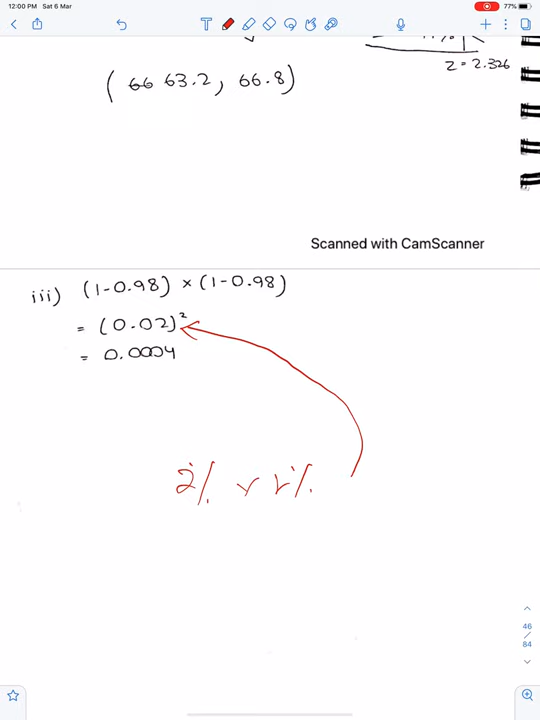 12:00 PM Sat 6 Mar
77%
z = 2.326
( 66 63.2, 66.8)
Scanned with CamScanner
iii) (1-0.98) × (1-0.98)
= (0.02)²
= 0.0004
2% × 2%
46
/
84